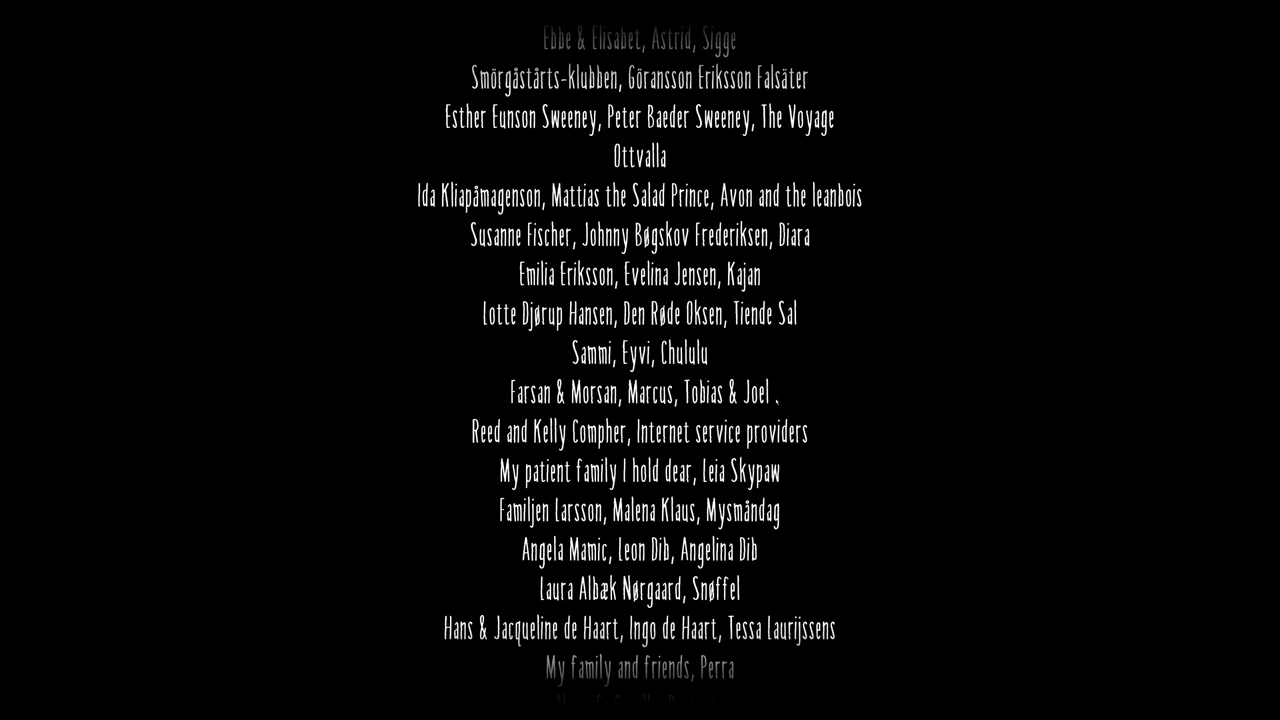 Ebbe & Elisabet, Astrid, Sigge
Smörgåstårts-klubben, Göransson Eriksson Falsäter
Esther Eunson Sweeney, Peter Baeder Sweeney, The Voyage
Ottvalla
Ida Kliapåmagenson, Mattias the Salad Prince, Avon and the leanbois
Susanne Fischer, Johnny Bøgskov Frederiksen, Diara
Emilia Eriksson, Evelina Jensen, Kajan
Lotte Djørup Hansen, Den Røde Oksen, Tiende Sal
Sammi, Eyvi, Chululu
Farsan & Morsan, Marcus, Tobias & Joel .
Reed and Kelly Compher, Internet service providers
My patient family I hold dear, Leia Skypaw
Familjen Larsson, Malena Klaus, Mysmåndag
Angela Mamic, Leon Dib, Angelina Dib
Laura Albæk Nørgaard, Snøffel
Hans & Jacqueline de Haart, Ingo de Haart, Tessa Laurijssens
My family and friends, Perra